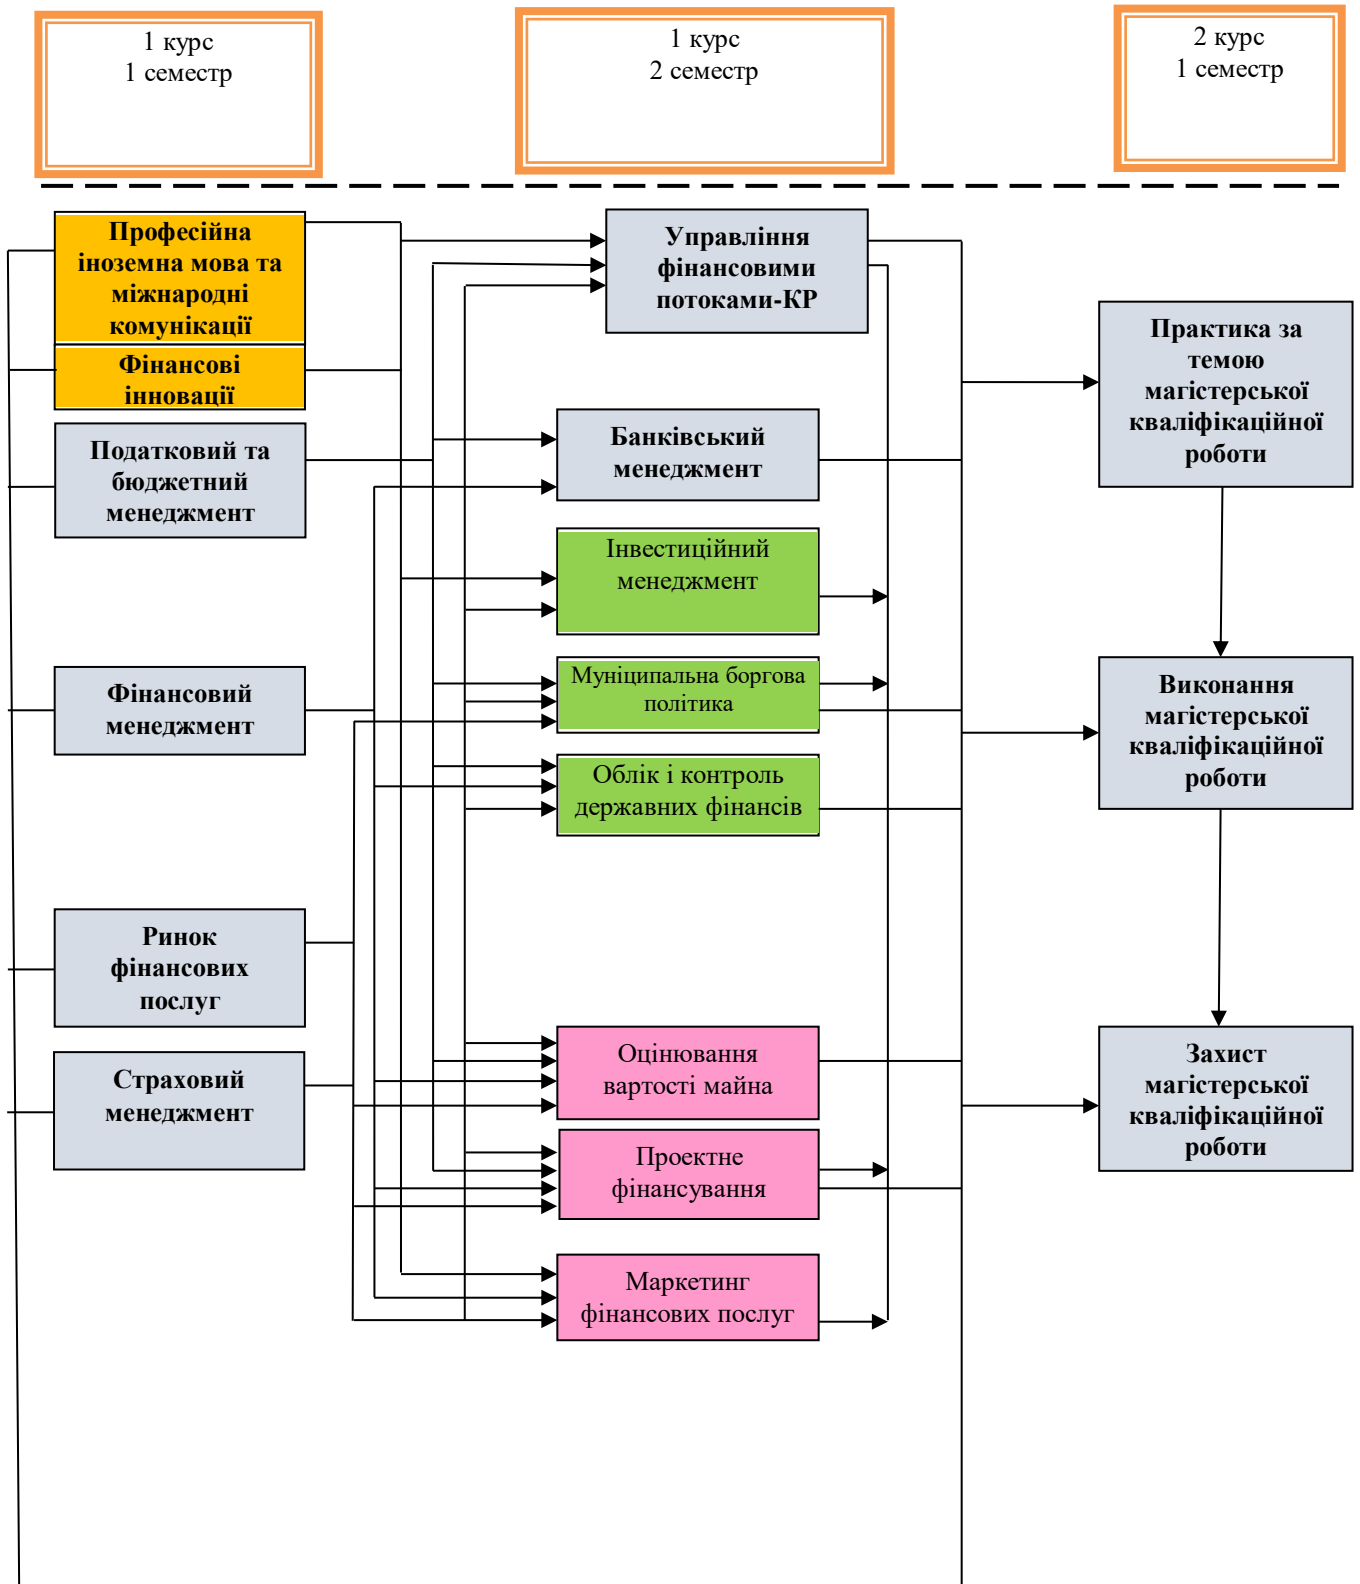 1 курс
1 семестр
1 курс
2 семестр
2 курс
1 семестр
Професійна
іноземна мова та
міжнародні
комунікації
Фінансові
інновації
Податковий та
бюджетний
менеджмент
Фінансовий
менеджмент
Ринок
фінансових
послуг
Страховий
менеджмент
Управління
фінансовими
потоками-КР
Банківський
менеджмент
Інвестиційний
менеджмент
Муніципальна боргова
політика
Облік і контроль
державних фінансів
Оцінювання
вартості майна
Проектне
фінансування
Маркетинг
фінансових послуг
Практика за
темою
магістерської
кваліфікаційної
роботи
Виконання
магістерської
кваліфікаційної
роботи
Захист
магістерської
кваліфікаційної
роботи